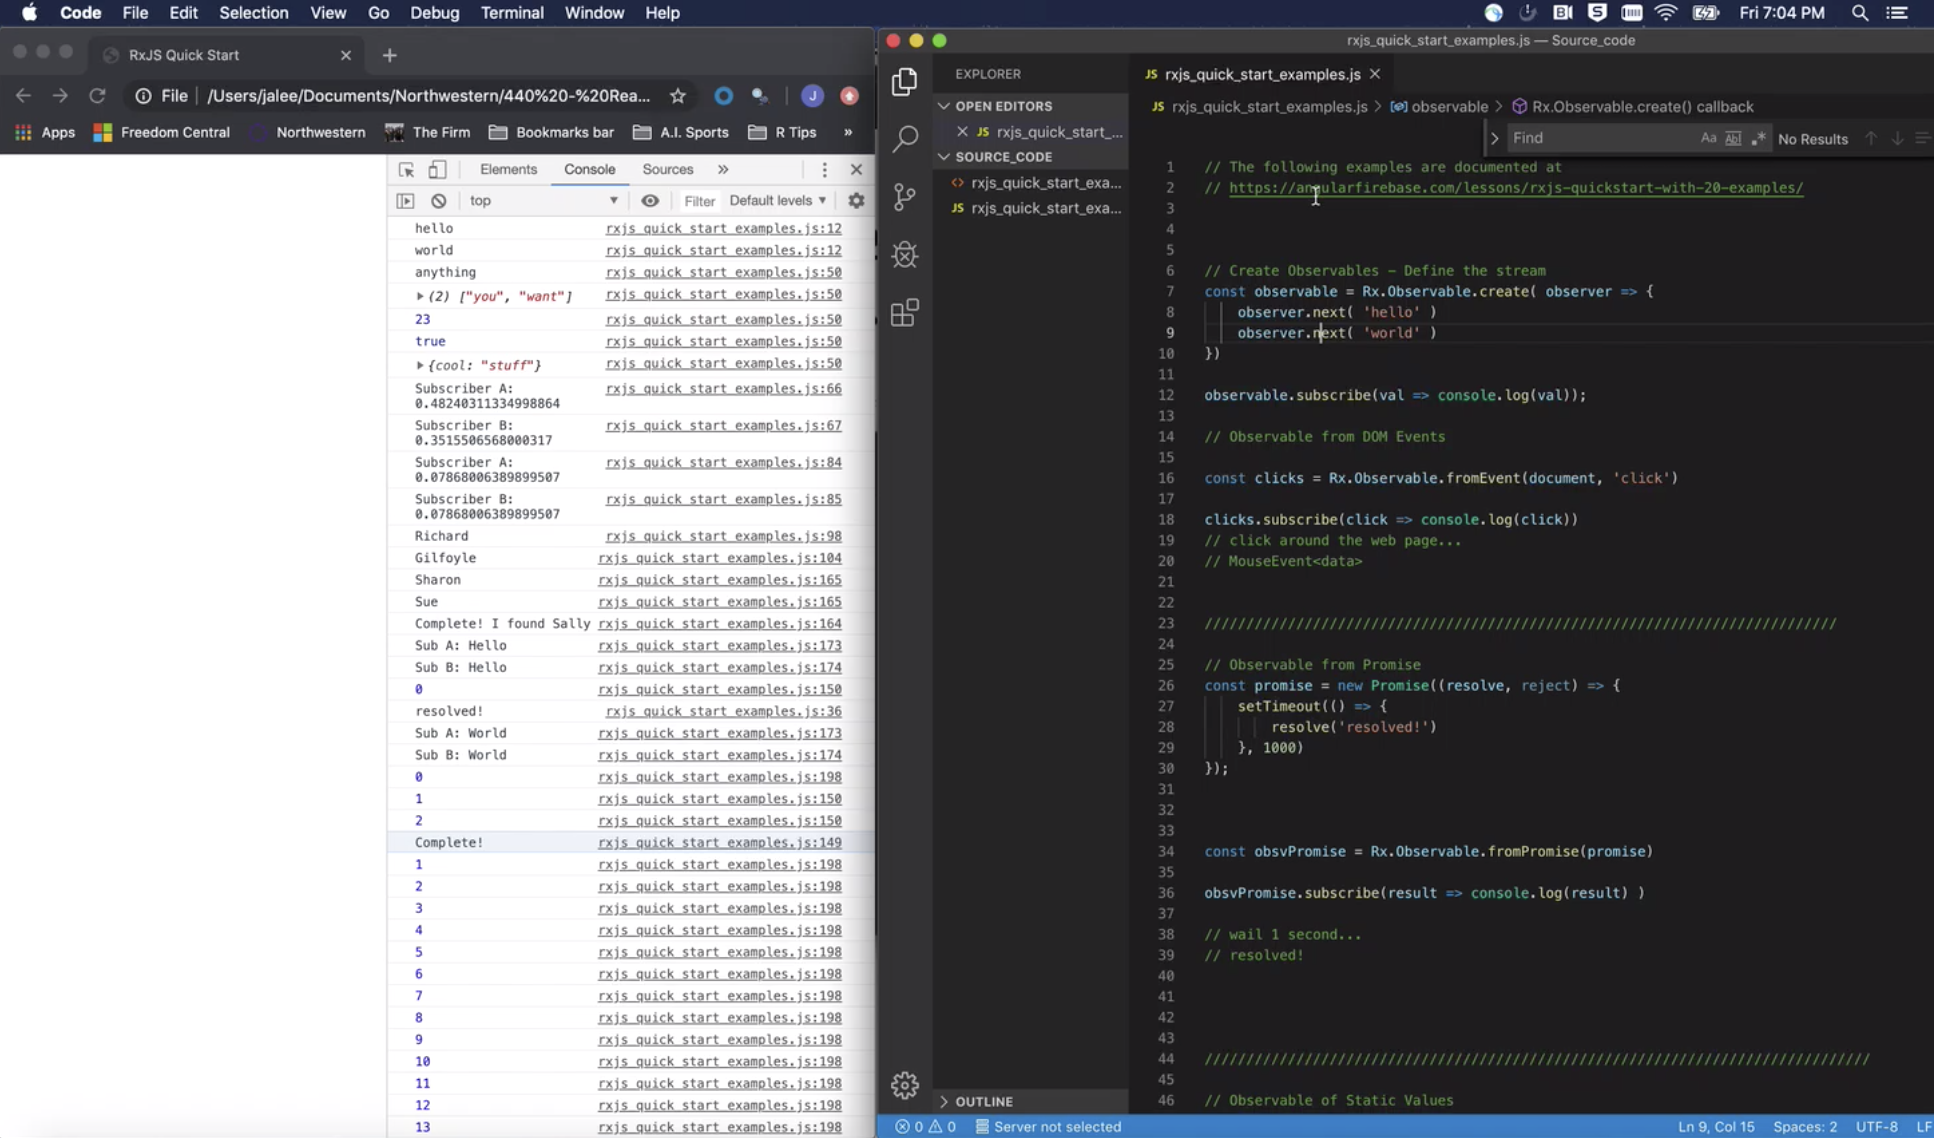 Code File Edit Selection View Go Debug Terminal Window Help
Fri 7:04 PM
RxJS Quick Start
File /Users/jalee/Documents/Northwestern/440%20-%20Rea...
J
Apps Freedom Central Northwestern The Firm Bookmarks bar A.I. Sports R Tips »
Elements Console Sources »
top Filter Default levels
hello rxjs_quick_start_examples.js:12
world rxjs_quick_start_examples.js:12
anything rxjs_quick_start_examples.js:50
(2) ["you", "want"] rxjs_quick_start_examples.js:50
23 rxjs_quick_start_examples.js:50
true rxjs_quick_start_examples.js:50
{cool: "stuff"} rxjs_quick_start_examples.js:50
Subscriber A: rxjs_quick_start_examples.js:66
0.48240311334998864
Subscriber B: rxjs_quick_start_examples.js:67
0.3515506568000317
Subscriber A: rxjs_quick_start_examples.js:84
0.07868006389899507
Subscriber B: rxjs_quick_start_examples.js:85
0.07868006389899507
Richard rxjs_quick_start_examples.js:98
Gilfoyle rxjs_quick_start_examples.js:104
Sharon rxjs_quick_start_examples.js:165
Sue rxjs_quick_start_examples.js:165
Complete! I found Sally rxjs_quick_start_examples.js:164
Sub A: Hello rxjs_quick_start_examples.js:173
Sub B: Hello rxjs_quick_start_examples.js:174
0 rxjs_quick_start_examples.js:150
resolved! rxjs_quick_start_examples.js:36
Sub A: World rxjs_quick_start_examples.js:173
Sub B: World rxjs_quick_start_examples.js:174
0 rxjs_quick_start_examples.js:198
1 rxjs_quick_start_examples.js:150
2 rxjs_quick_start_examples.js:150
Complete! rxjs_quick_start_examples.js:149
1 rxjs_quick_start_examples.js:198
2 rxjs_quick_start_examples.js:198
3 rxjs_quick_start_examples.js:198
4 rxjs_quick_start_examples.js:198
5 rxjs_quick_start_examples.js:198
6 rxjs_quick_start_examples.js:198
7 rxjs_quick_start_examples.js:198
8 rxjs_quick_start_examples.js:198
9 rxjs_quick_start_examples.js:198
10 rxjs_quick_start_examples.js:198
11 rxjs_quick_start_examples.js:198
12 rxjs_quick_start_examples.js:198
13 rxjs_quick_start_examples.js:198
rxjs_quick_start_examples.js — Source_code
EXPLORER
OPEN EDITORS
JS rxjs_quick_start_...
SOURCE_CODE
<> rxjs_quick_start_exa...
JS rxjs_quick_start_exa...
OUTLINE
JS rxjs_quick_start_examples.js
JS rxjs_quick_start_examples.js > observable > Rx.Observable.create() callback
Find Aa Abl .* No Results
1 // The following examples are documented at
2 // https://angularfirebase.com/lessons/rxjs-quickstart-with-20-examples/
3
4
5
6 // Create Observables - Define the stream
7 const observable = Rx.Observable.create( observer => {
8 observer.next( 'hello' )
9 observer.next( 'world' )
10 })
11
12 observable.subscribe(val => console.log(val));
13
14 // Observable from DOM Events
15
16 const clicks = Rx.Observable.fromEvent(document, 'click')
17
18 clicks.subscribe(click => console.log(click))
19 // click around the web page...
20 // MouseEvent<data>
21
22
23 ////////////////////////////////////////////////////////////////////////////
24
25 // Observable from Promise
26 const promise = new Promise((resolve, reject) => {
27 setTimeout(() => {
28 resolve('resolved!')
29 }, 1000)
30 });
31
32
33
34 const obsvPromise = Rx.Observable.fromPromise(promise)
35
36 obsvPromise.subscribe(result => console.log(result) )
37
38 // wail 1 second...
39 // resolved!
40
41
42
43
44 ////////////////////////////////////////////////////////////////////////////////
45
46 // Observable of Static Values
0 0 Server not selected Ln 9, Col 15 Spaces: 2 UTF-8 LF